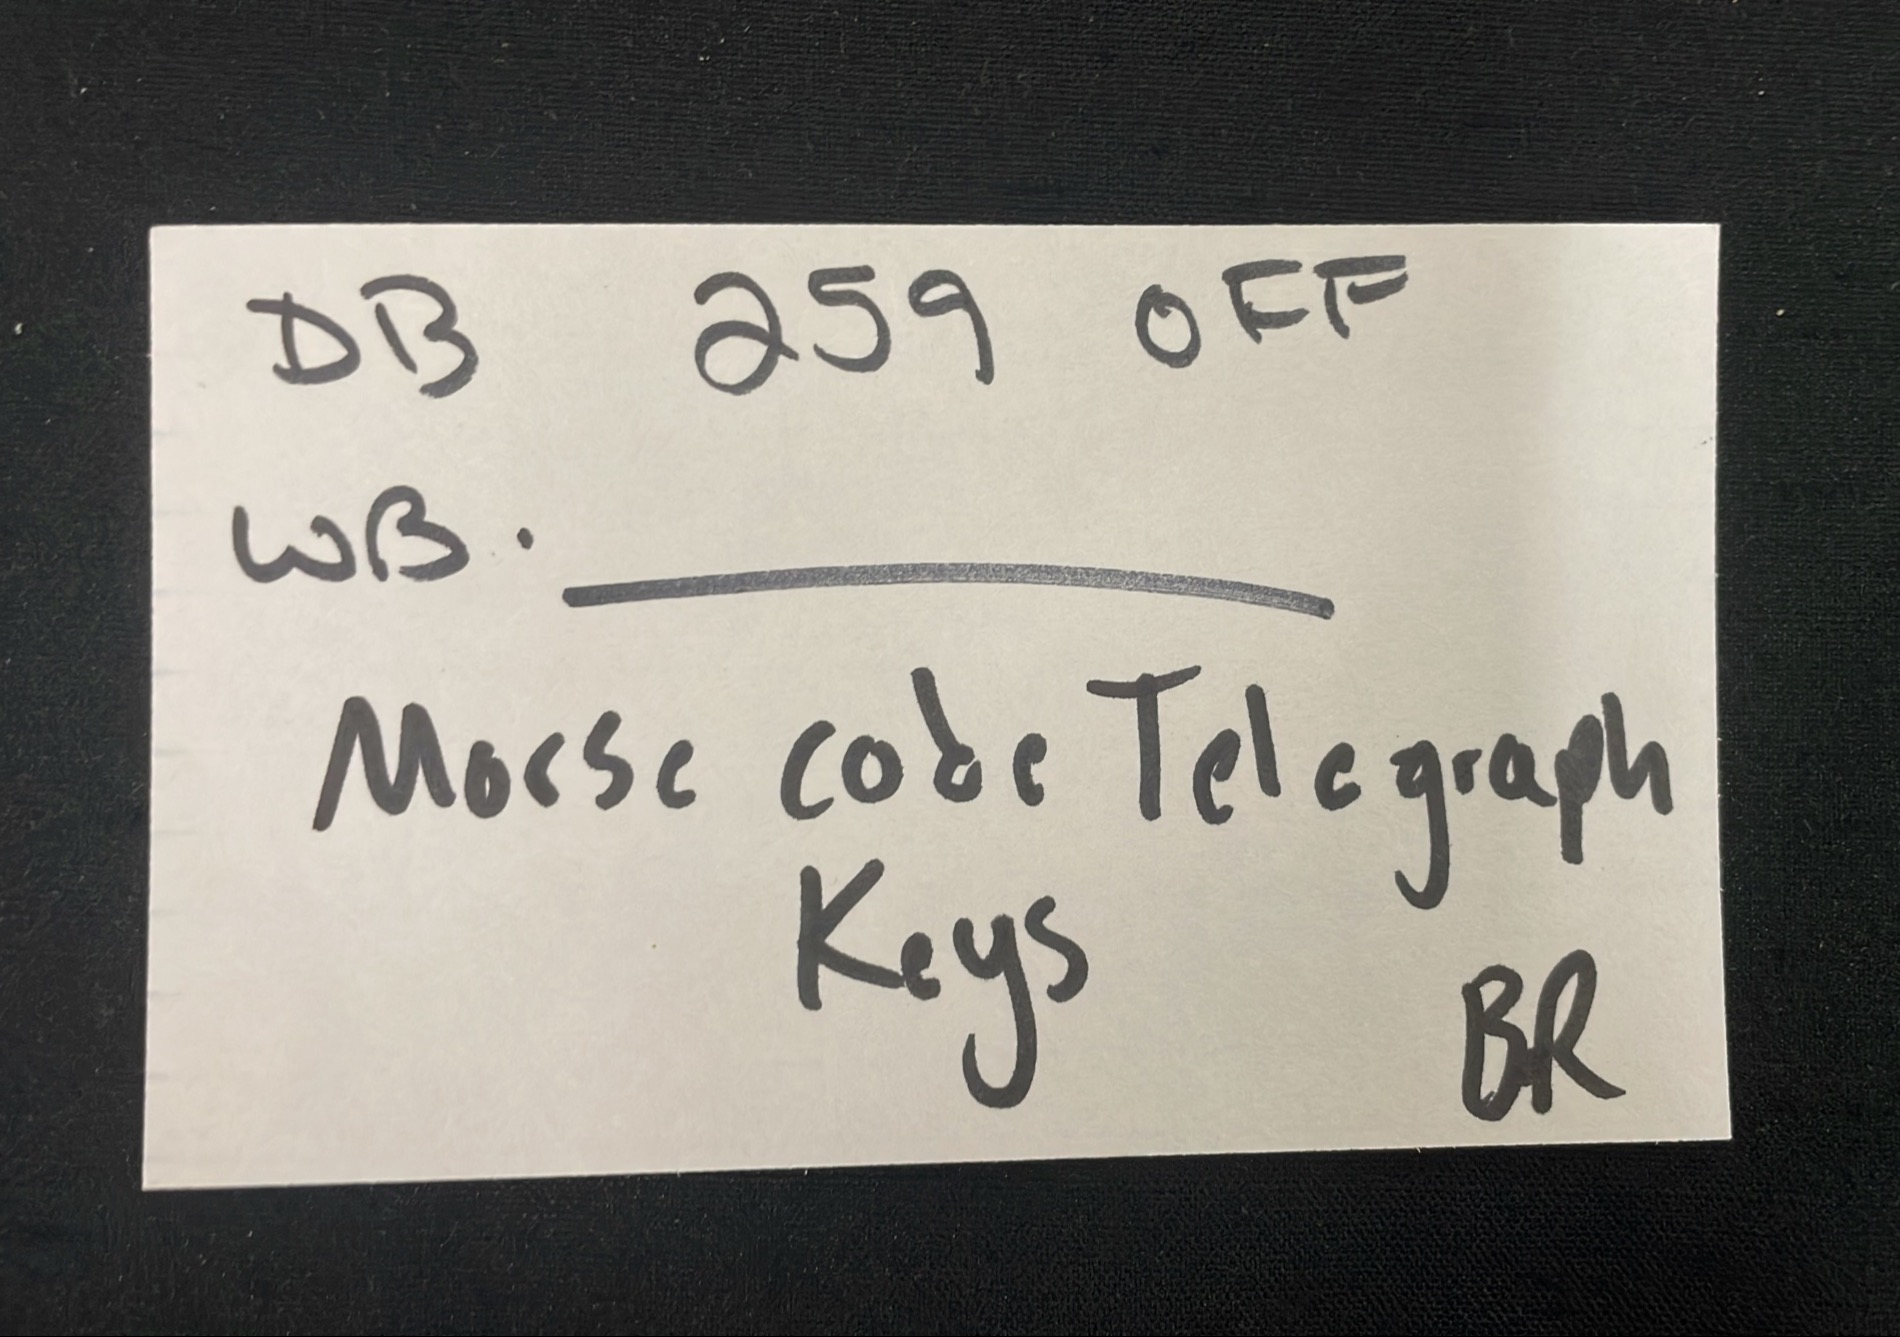 DB 259 OFF
WB.
Morse code Telegraph
Keys
BR